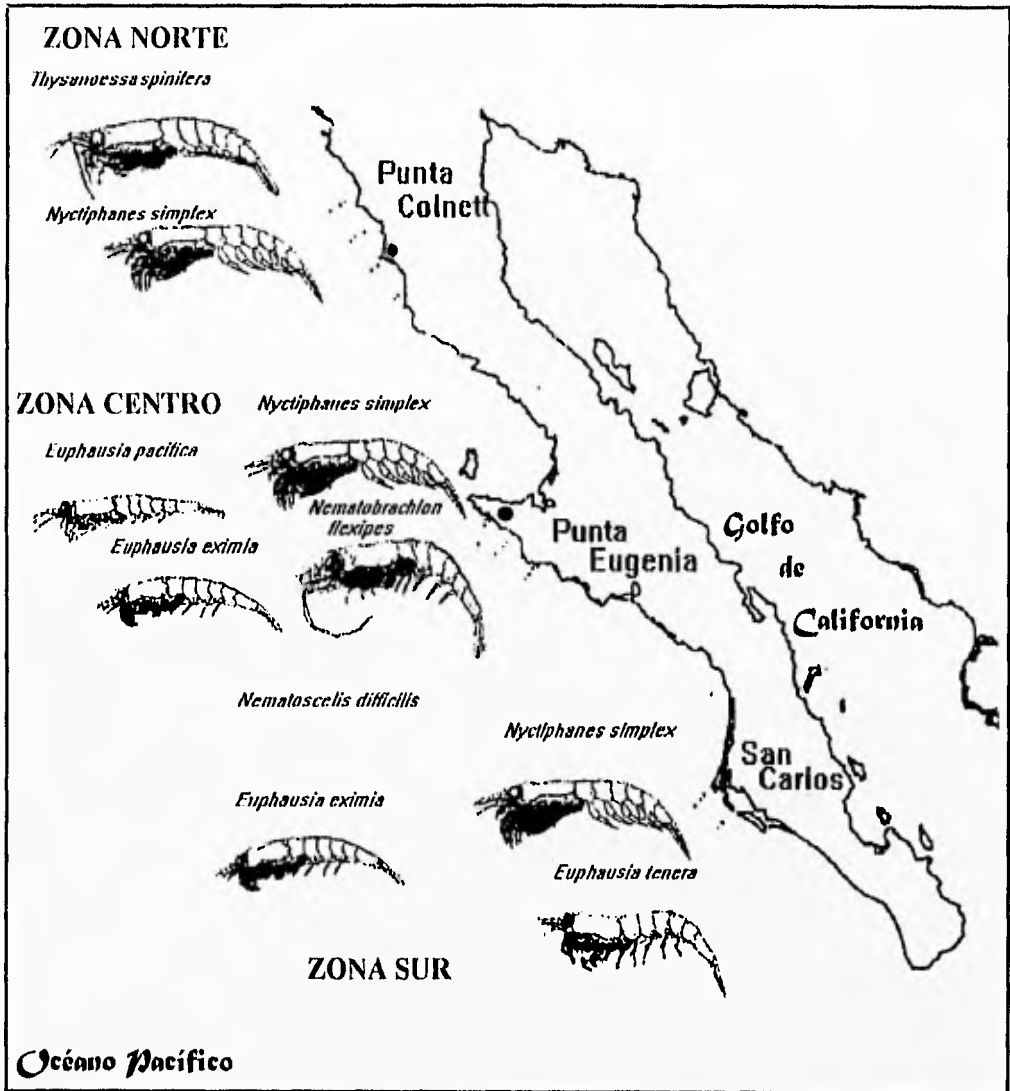 ZONA NORTE
Thysanoessa spinifera
Nyctiphanes simplex
Punta
Colnett
ZONA CENTRO
Nyctiphanes simplex
Euphausia pacifica
Nematobrachion
flexipes
Euphausia eximia
Punta
Eugenia
Golfo
de
California
Nematoscelis difficilis
Nyctiphanes simplex
San
Carlos
Euphausia eximia
Euphausia tenera
ZONA SUR
Océano Pacífico